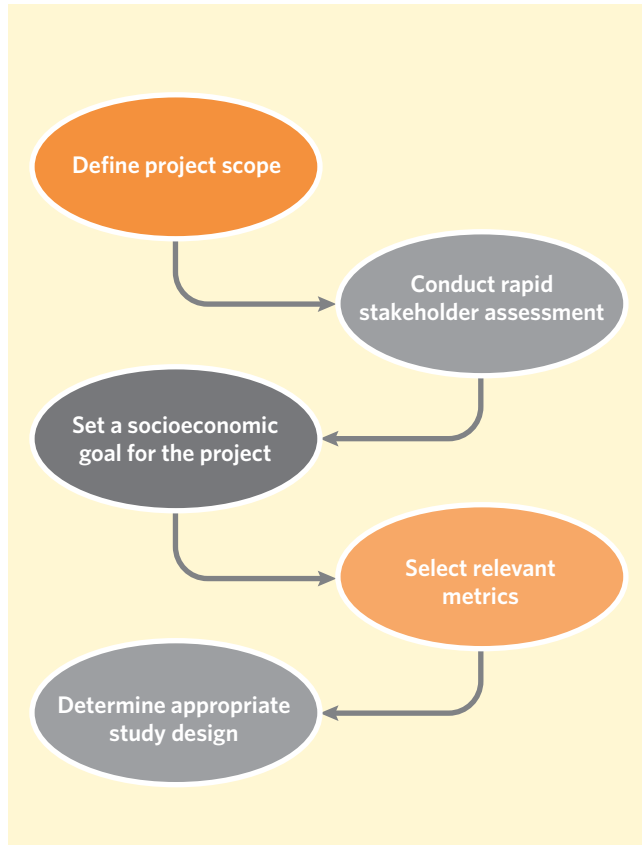 Define project scope
Conduct rapid
stakeholder assessment
Set a socioeconomic
goal for the project
Select relevant
metrics
Determine appropriate
study design